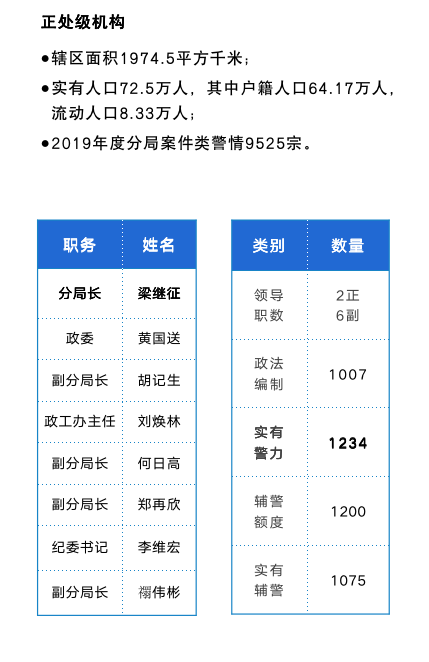 正处级机构
●辖区面积1974.5平方千米；
●实有人口72.5万人，其中户籍人口64.17万人，
流动人口8.33万人；
●2019年度分局案件类警情9525宗。
职务 姓名
分局长 梁继征
政委 黄国送
副分局长 胡记生
政工办主任 刘焕林
副分局长 何日高
副分局长 郑再欣
纪委书记 李维宏
副分局长 禤伟彬
类别 数量
领导 2正
职数 6副
政法
编制 1007
实有
警力 1234
辅警
额度 1200
实有
辅警 1075